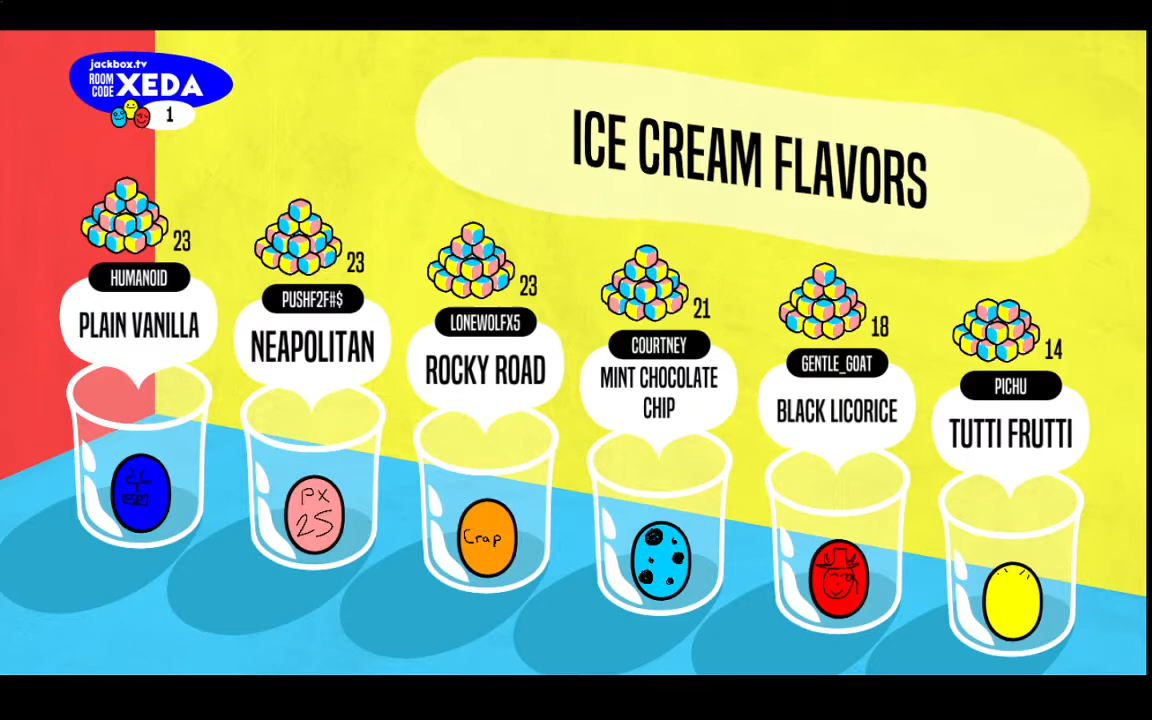 jackbox.tv
ROOM
CODE
XEDA
1
ICE CREAM FLAVORS
23
HUMANOID
PLAIN VANILLA
23
PUSHF2F#$
NEAPOLITAN
PX
25
23
LONEWOLFX5
ROCKY ROAD
Crap
21
COURTNEY
MINT CHOCOLATE
CHIP
18
GENTLE_GOAT
BLACK LICORICE
14
PICHU
TUTTI FRUTTI